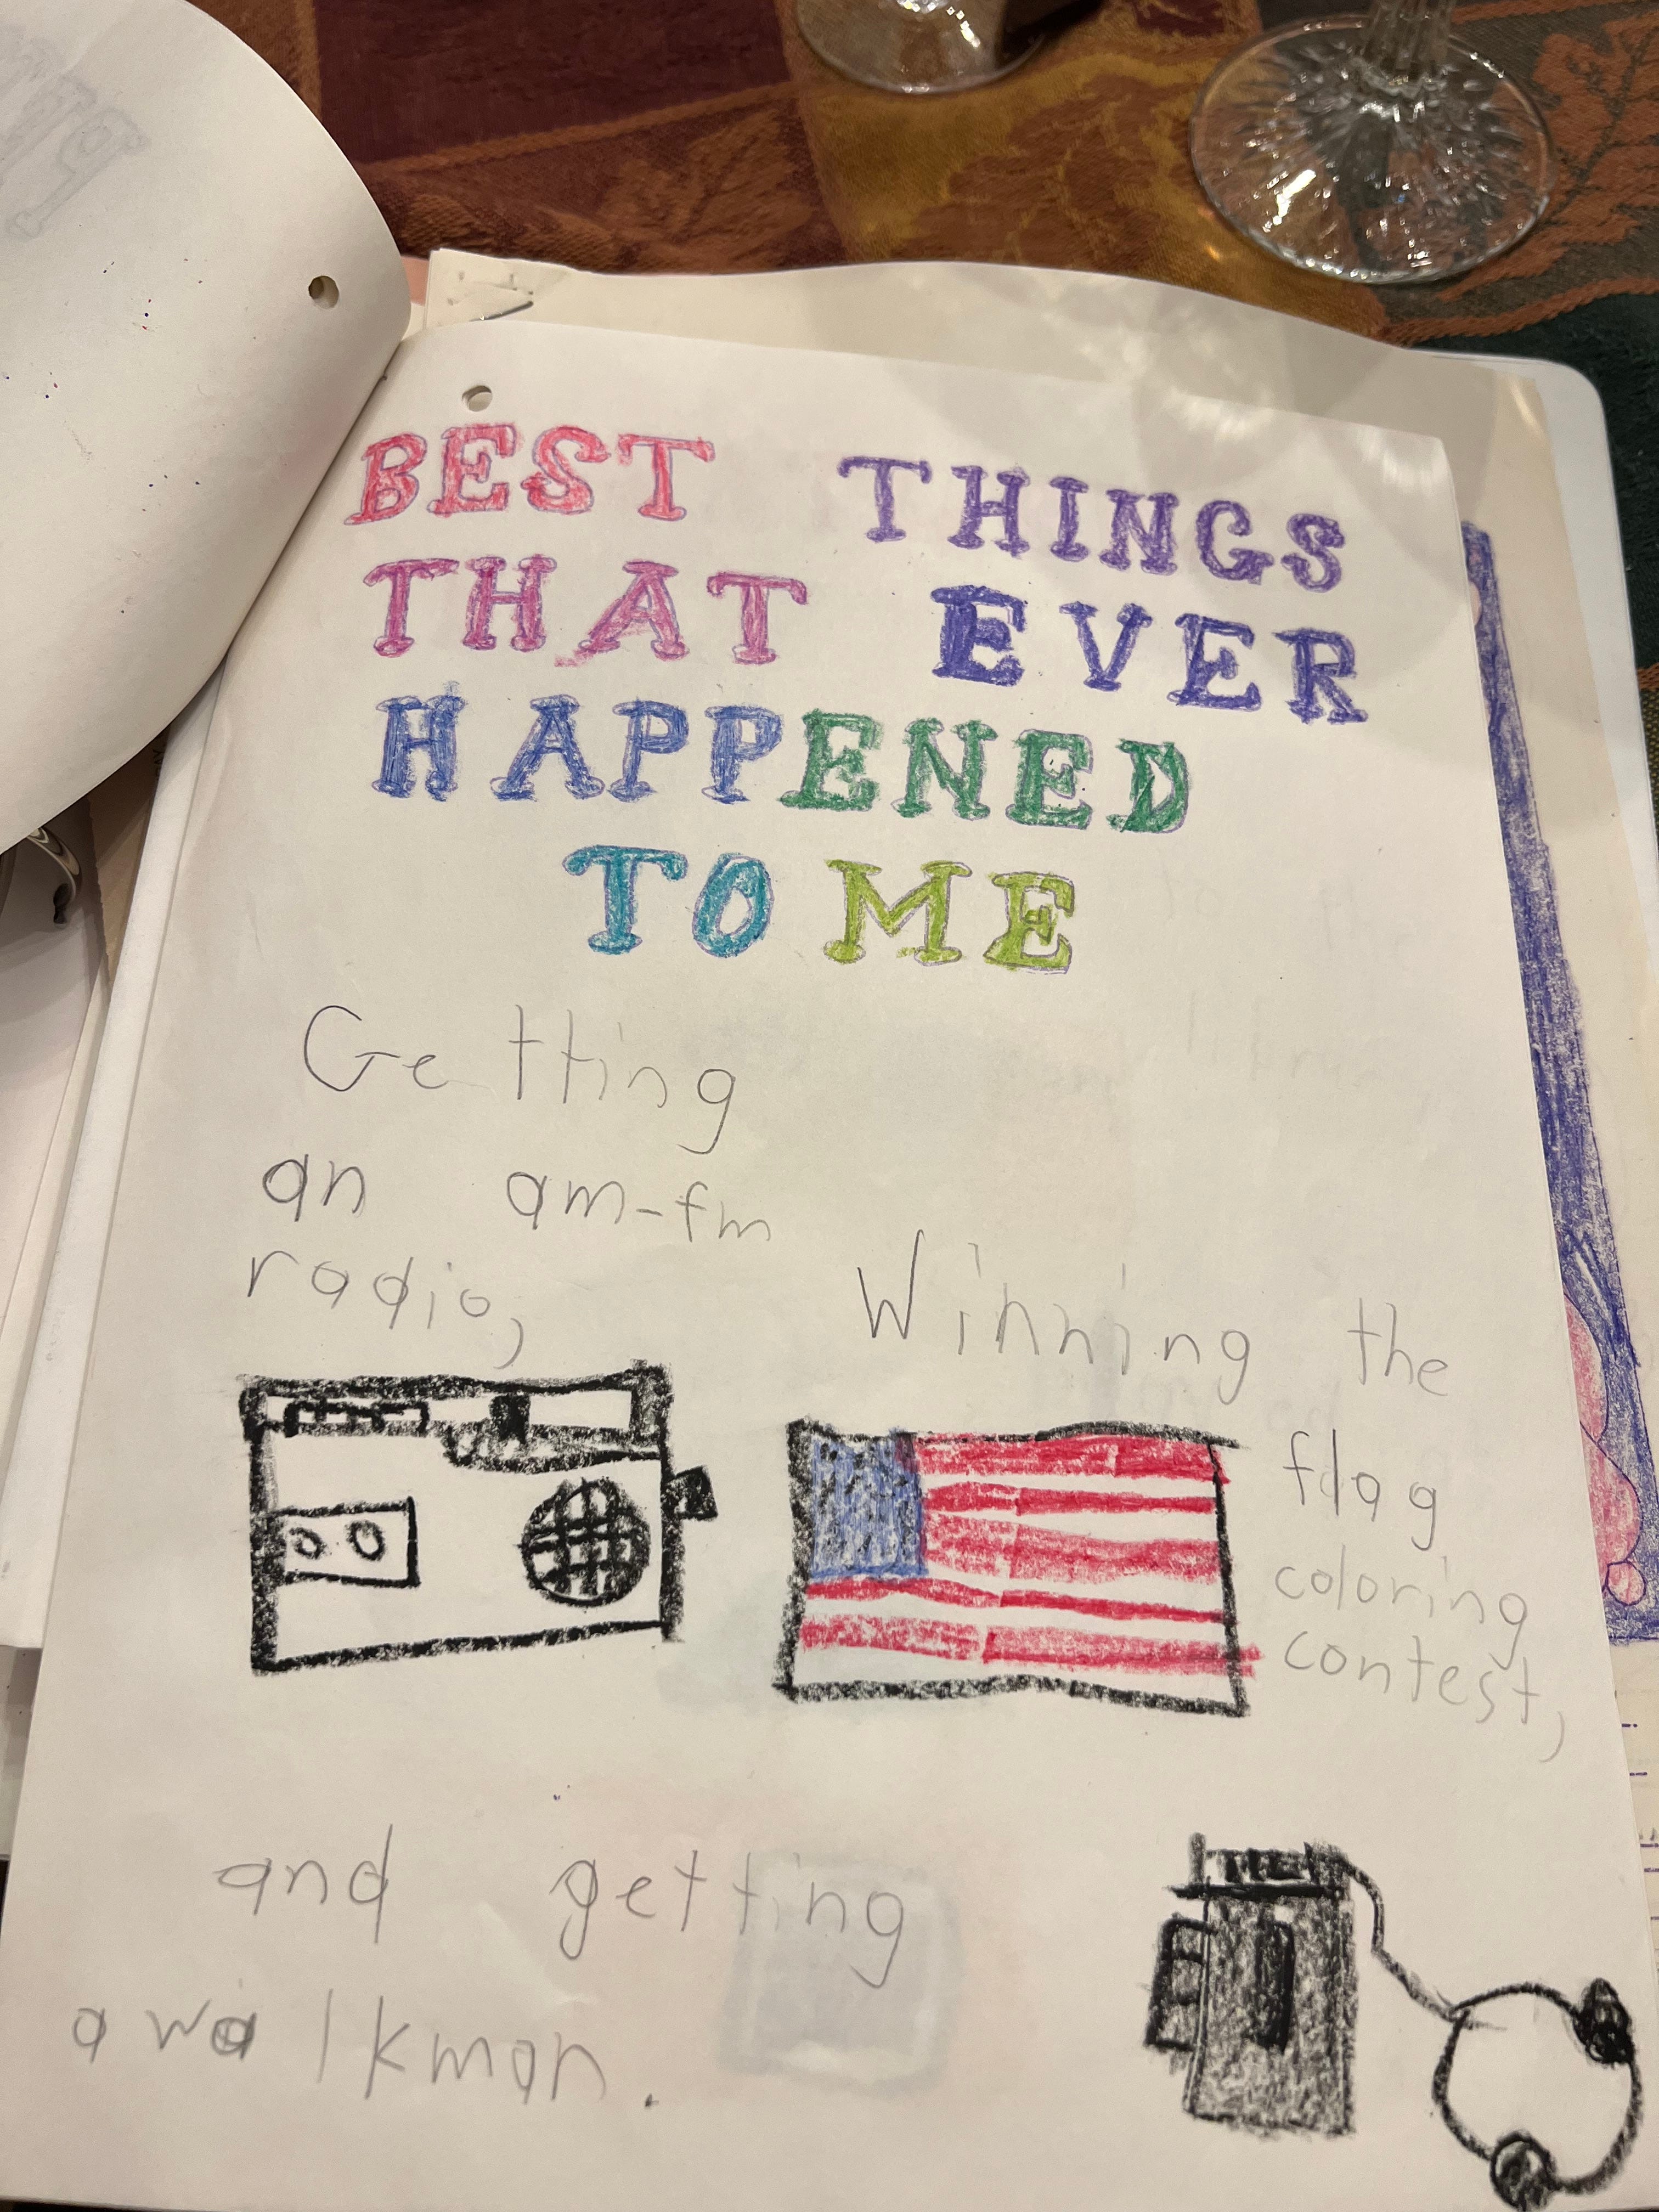 BEST THINGS
THAT EVER
HAPPENED
TO ME
Getting
an am-fm
radio,
Winning the
flag
coloring
contest,
and getting
a walkman.